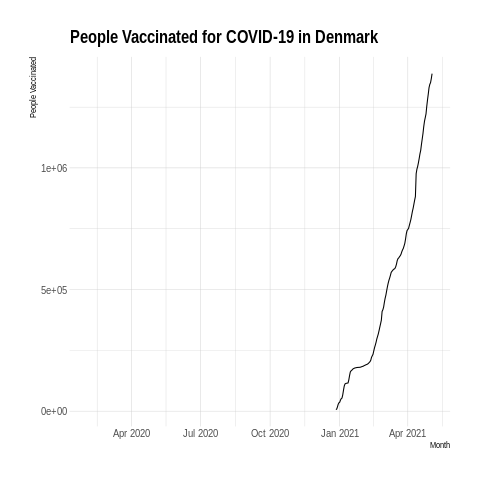 People Vaccinated for COVID-19 in Denmark
People Vaccinated
1e+06
5e+05
0e+00
Apr 2020 Jul 2020 Oct 2020 Jan 2021 Apr 2021
Month